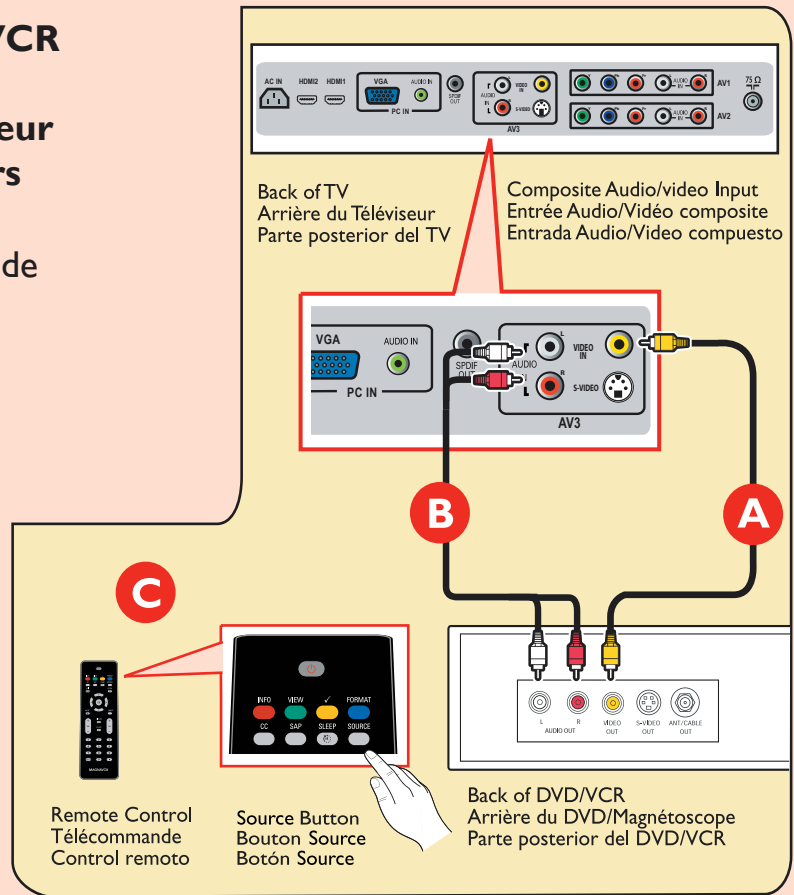 /CR
eur
rs
de
AC IN
HDMI2 HDMI1
VGA
AUDIO IN
PC IN
SPDIF
OUT
L
AUDIO
IN
R
VIDEO
IN
S-VIDEO
AV3
Y Pb Pr L AUDIO IN R
AV1
AV2
75 Ω
Back of TV
Arrière du Téléviseur
Parte posterior del TV
Composite Audio/video Input
Entrée Audio/Vidéo composite
Entrada Audio/Video compuesto
VGA
AUDIO IN
PC IN
SPDIF
OUT
AUDIO
IN
L
R
VIDEO
IN
S-VIDEO
AV3
B
A
C
INFO VIEW ✓ FORMAT
CC SAP SLEEP SOURCE
MAGNAVOX
Remote Control
Télécommande
Control remoto
Source Button
Bouton Source
Botón Source
L R
AUDIO OUT
VIDEO
OUT
S-VIDEO
OUT
ANT/CABLE
OUT
Back of DVD/VCR
Arrière du DVD/Magnétoscope
Parte posterior del DVD/VCR